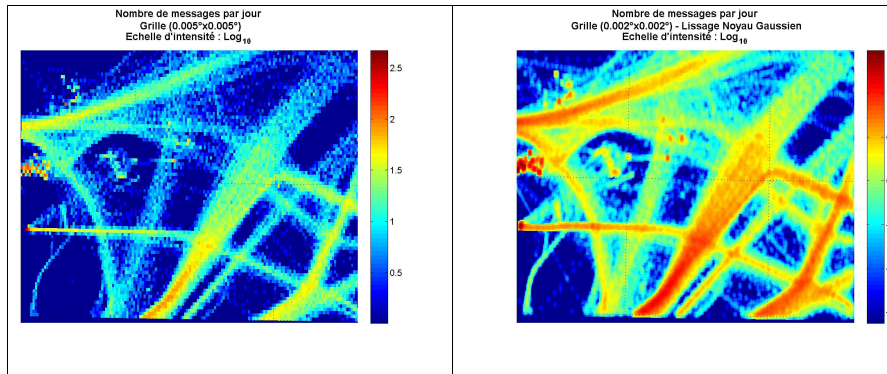 Nombre de messages par jour
Grille (0.005°x0.005°)
Echelle d'intensité : Log10
2.5
2
1.5
1
0.5
Nombre de messages par jour
Grille (0.002°x0.002°) - Lissage Noyau Gaussien
Echelle d'intensité : Log10